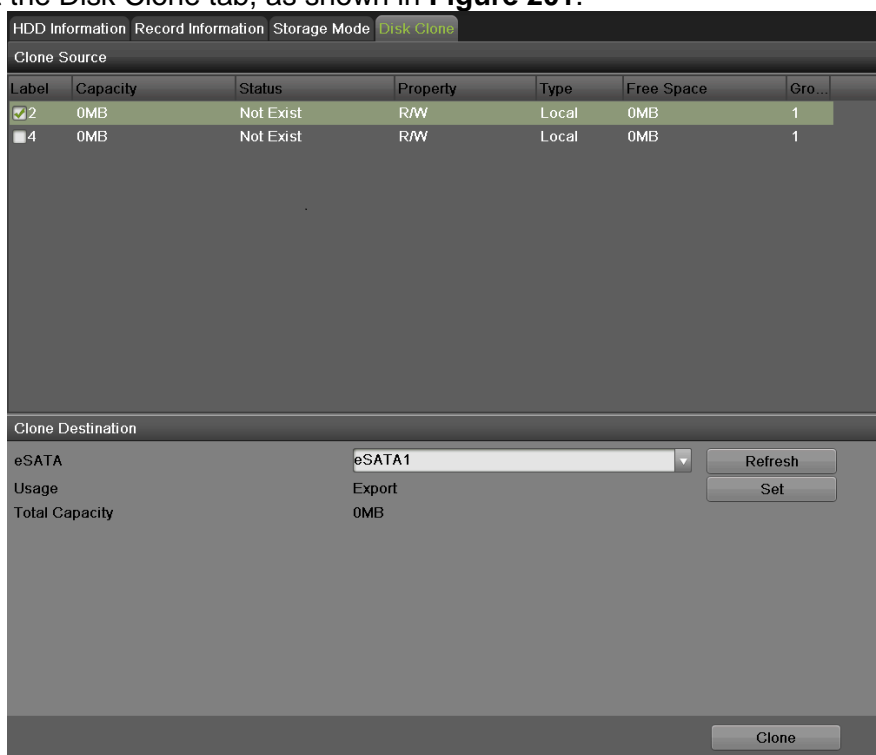 the Disk Clone tab, as shown in Figure 201.
HDD Information Record Information Storage Mode Disk Clone
Clone Source
Label Capacity Status Property Type Free Space Gro...
2 0MB Not Exist R/W Local 0MB 1
4 0MB Not Exist R/W Local 0MB 1
Clone Destination
eSATA eSATA1 Refresh
Usage Export Set
Total Capacity 0MB
Clone